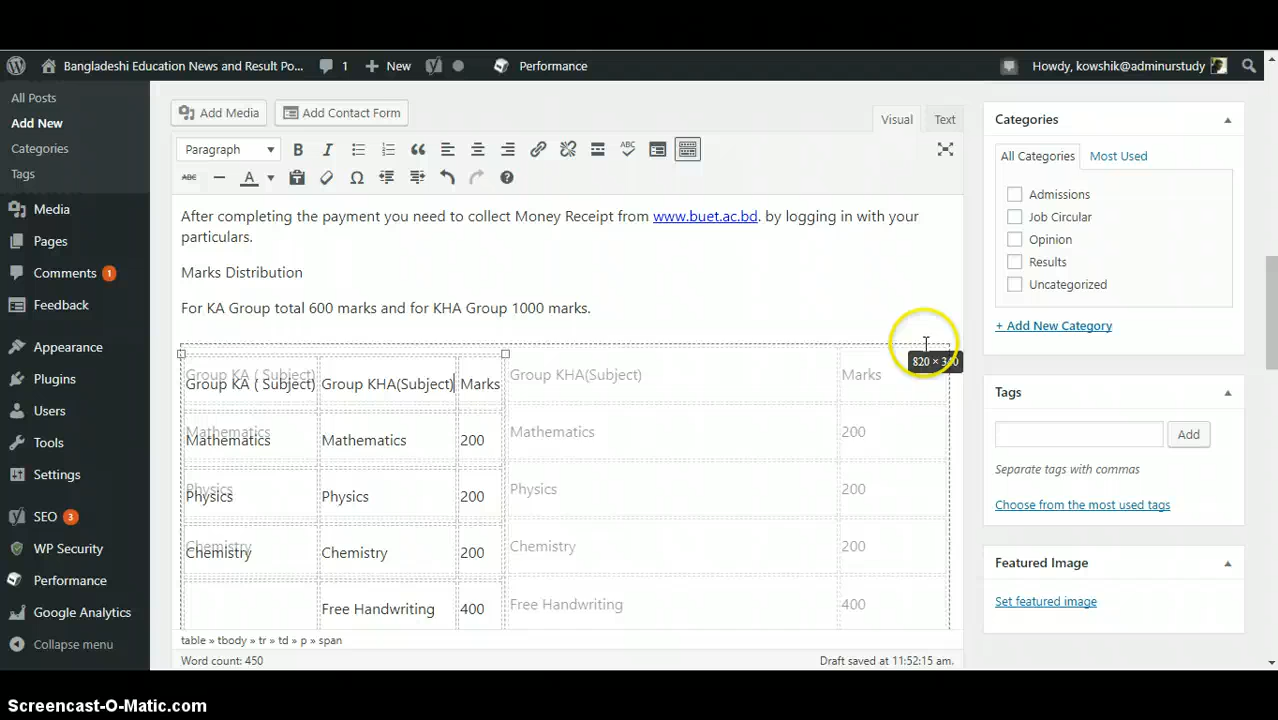 Bangladeshi Education News and Result Po... 1 New Performance Howdy, kowshik@adminurstudy
All Posts
Add New
Categories
Tags
Media
Pages
Comments 1
Feedback
Appearance
Plugins
Users
Tools
Settings
SEO 3
WP Security
Performance
Google Analytics
Collapse menu
Add Media Add Contact Form Visual Text
Paragraph B I ABC
ABC A
After completing the payment you need to collect Money Receipt from www.buet.ac.bd. by logging in with your
particulars.
Marks Distribution
For KA Group total 600 marks and for KHA Group 1000 marks.
Group KA ( Subject) Group KHA(Subject) Marks
Mathematics Mathematics 200
Physics Physics 200
Chemistry Chemistry 200
Free Handwriting 400
Group KA ( Subject) Group KHA(Subject) Marks
Mathematics Mathematics 200
Physics Physics 200
Chemistry Chemistry 200
Free Handwriting 400
table » tbody » tr » td » p » span
Word count: 450 Draft saved at 11:52:15 am.
Categories
All Categories Most Used
Admissions
Job Circular
Opinion
Results
Uncategorized
+ Add New Category
Tags
Add
Separate tags with commas
Choose from the most used tags
Featured Image
Set featured image
Screencast-O-Matic.com